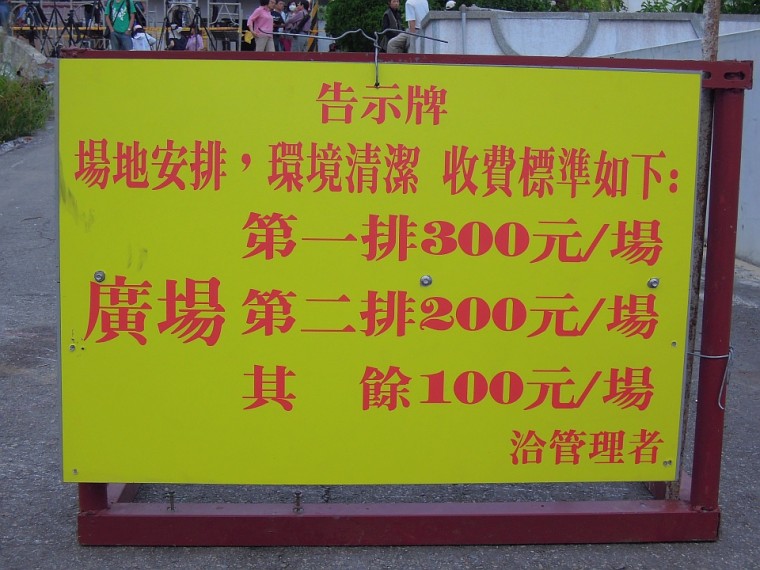 告示牌
場地安排，環境清潔 收費標準如下：
第一排300元/場
廣場 第二排200元/場
其 餘100元/場
洽管理者